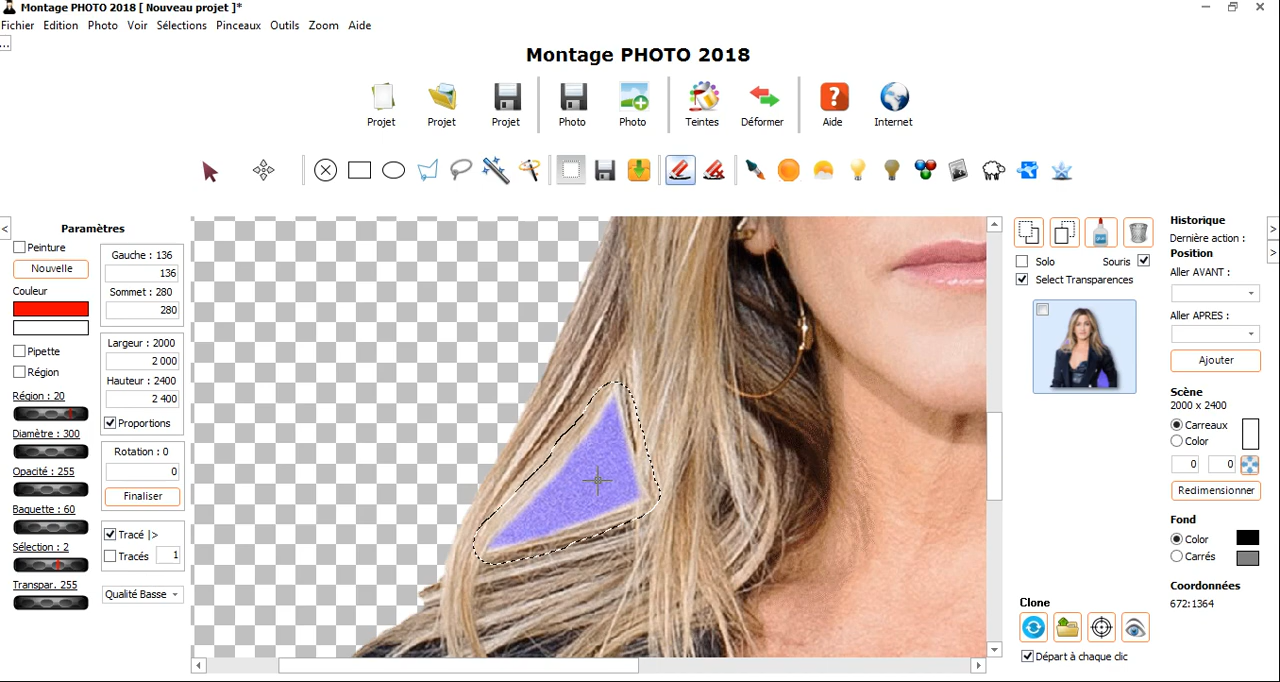 Montage PHOTO 2018 [ Nouveau projet ]*
Fichier Edition Photo Voir Sélections Pinceaux Outils Zoom Aide
...
Montage PHOTO 2018
Projet Projet Projet Photo Photo Teintes Déformer Aide Internet
<
Paramètres
Peinture
Nouvelle
Couleur
Pipette
Région
Région : 20
Diamètre : 300
Opacité : 255
Baguette : 60
Sélection : 2
Transpar. 255
Gauche : 136
136
Sommet : 280
280
Largeur : 2000
2 000
Hauteur : 2400
2 400
Proportions
Rotation : 0
0
Finaliser
Tracé |>
Tracés 1
Qualité Basse
Solo Souris
Select Transparences
Clone
Départ à chaque clic
Historique
Dernière action :
Position
Aller AVANT :
Aller APRES :
Ajouter
Scène
2000 x 2400
Carreaux
Color
0 0
Redimensionner
Fond
Color
Carrés
Coordonnées
672:1364
>
>